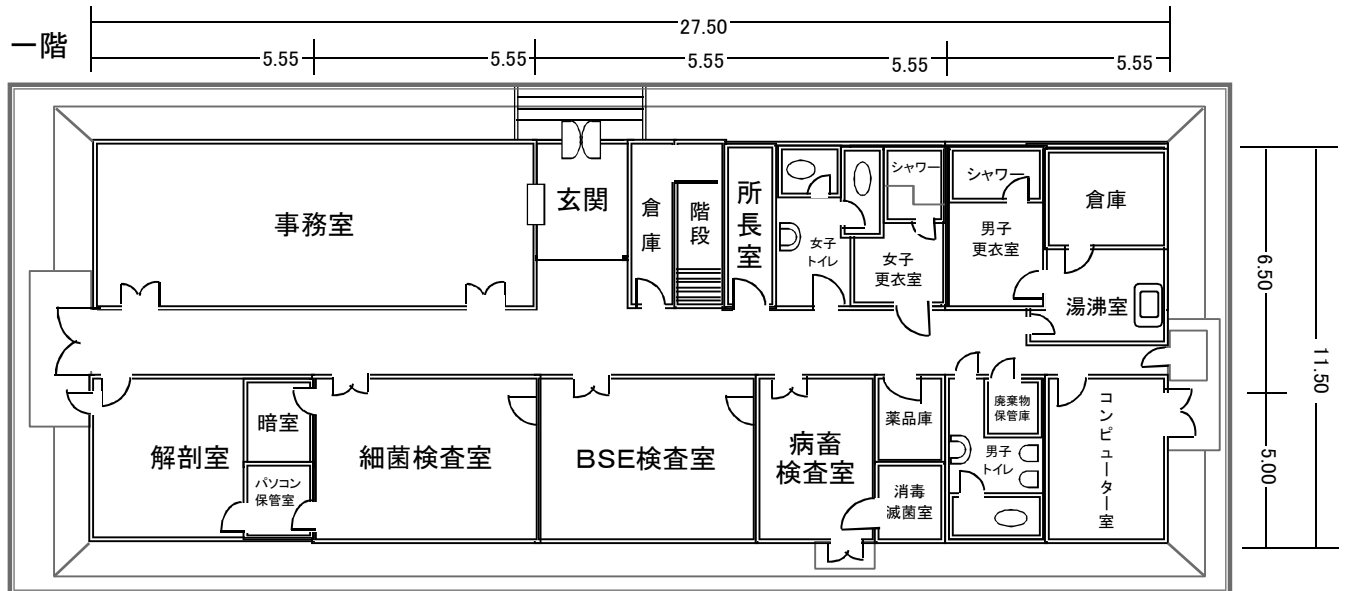 一階
27.50
5.55
5.55
5.55
5.55
5.55
事務室
玄関
倉庫
階段
所長室
女子
トイレ
シャワー
女子
更衣室
シャワー
男子
更衣室
倉庫
湯沸室
6.50
11.50
5.00
解剖室
暗室
パソコン
保管室
細菌検査室
BSE検査室
病畜
検査室
薬品庫
消毒
滅菌室
廃棄物
保管庫
男子
トイレ
コンピューター室